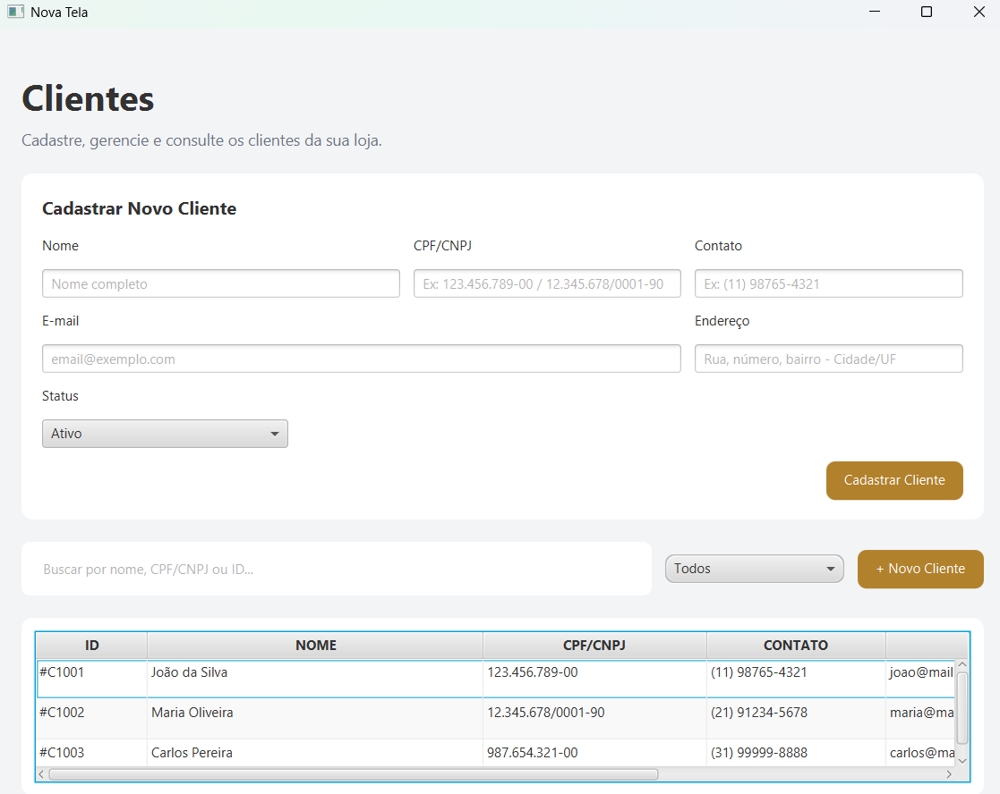 Nova Tela
Clientes
Cadastre, gerencie e consulte os clientes da sua loja.
Cadastrar Novo Cliente
Nome CPF/CNPJ Contato
Nome completo Ex: 123.456.789-00 / 12.345.678/0001-90 Ex: (11) 98765-4321
E-mail Endereço
email@exemplo.com Rua, número, bairro - Cidade/UF
Status
Ativo
Cadastrar Cliente
Buscar por nome, CPF/CNPJ ou ID... Todos + Novo Cliente
ID NOME CPF/CNPJ CONTATO
#C1001 João da Silva 123.456.789-00 (11) 98765-4321 joao@mail
#C1002 Maria Oliveira 12.345.678/0001-90 (21) 91234-5678 maria@ma
#C1003 Carlos Pereira 987.654.321-00 (31) 99999-8888 carlos@ma